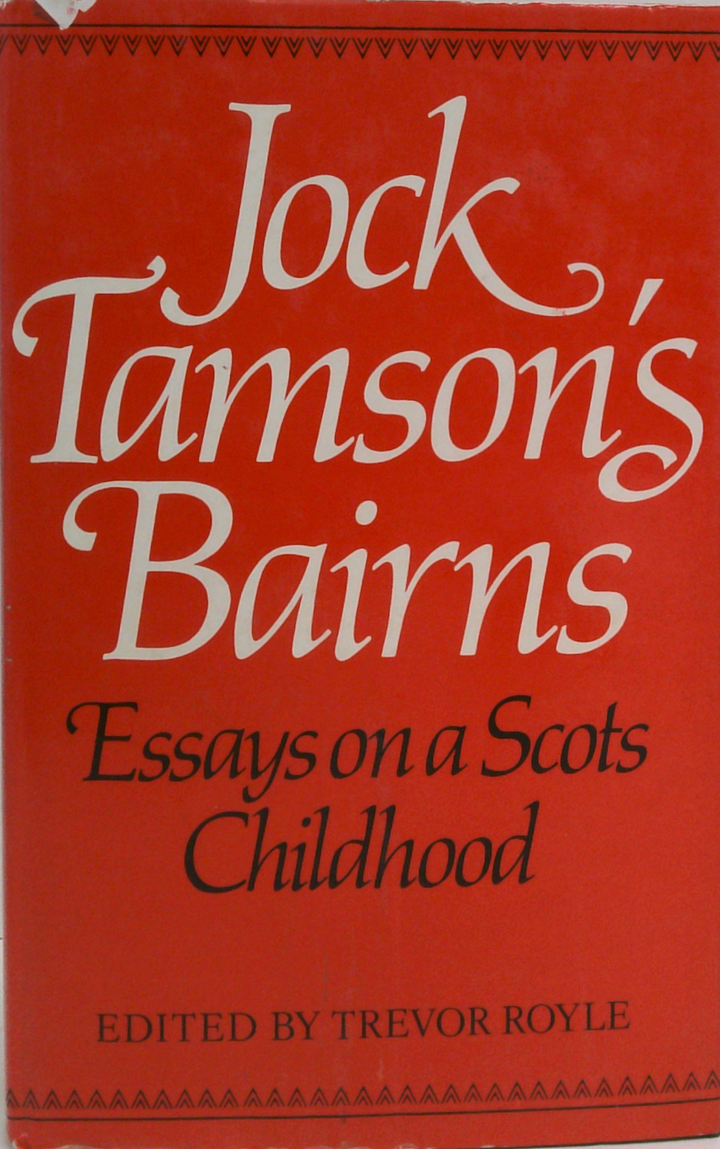 Jock
Tamson's
Bairns
Essays on a Scots
Childhood
EDITED BY TREVOR ROYLE